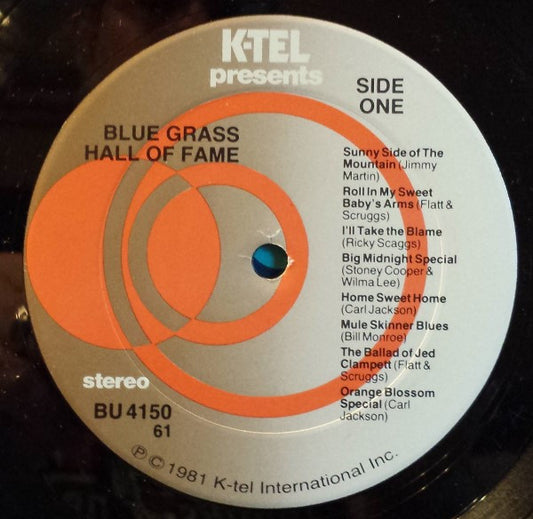 K-TEL
presents
SIDE
ONE
BLUE GRASS
HALL OF FAME
Sunny Side of The
Mountain (Jimmy
Martin)
Roll In My Sweet
Baby's Arms (Flatt &
Scruggs)
I'll Take the Blame
(Ricky Scaggs)
Big Midnight Special
(Stoney Cooper &
Wilma Lee)
Home Sweet Home
(Carl Jackson)
Mule Skinner Blues
(Bill Monroe)
The Ballad of Jed
Clampett (Flatt &
Scruggs)
Orange Blossom
Special (Carl
Jackson)
stereo
BU 4150
61
Ⓟ © 1981 K-tel International Inc.